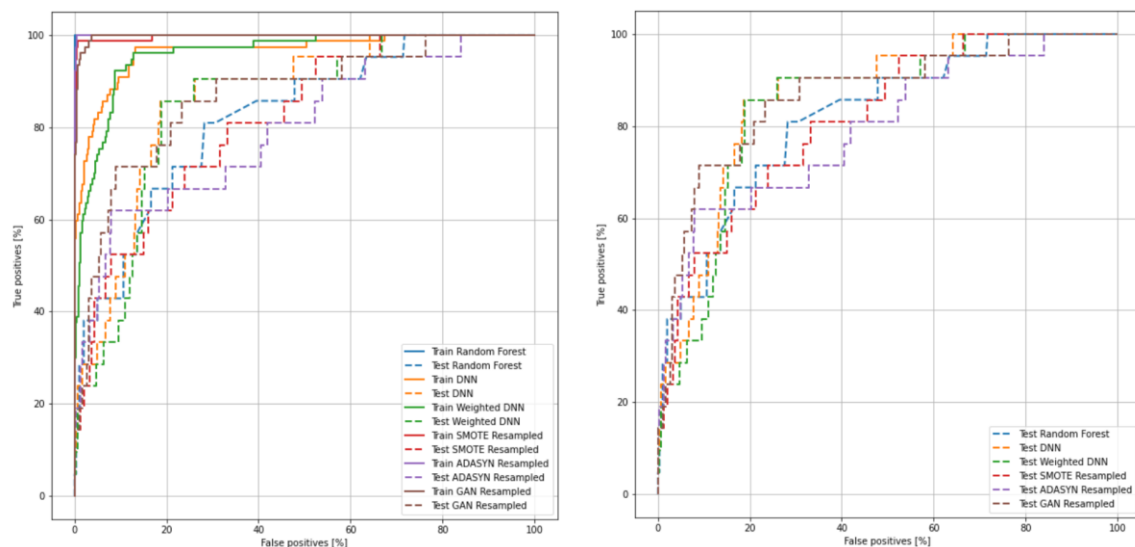 100
80
60
40
20
0
True positives [%]
0 20 40 60 80 100
False positives [%]
Train Random Forest
Test Random Forest
Train DNN
Test DNN
Train Weighted DNN
Test Weighted DNN
Train SMOTE Resampled
Test SMOTE Resampled
Train ADASYN Resampled
Test ADASYN Resampled
Train GAN Resampled
Test GAN Resampled
100
80
60
40
20
0
True positives [%]
0 20 40 60 80 100
False positives [%]
Test Random Forest
Test DNN
Test Weighted DNN
Test SMOTE Resampled
Test ADASYN Resampled
Test GAN Resampled